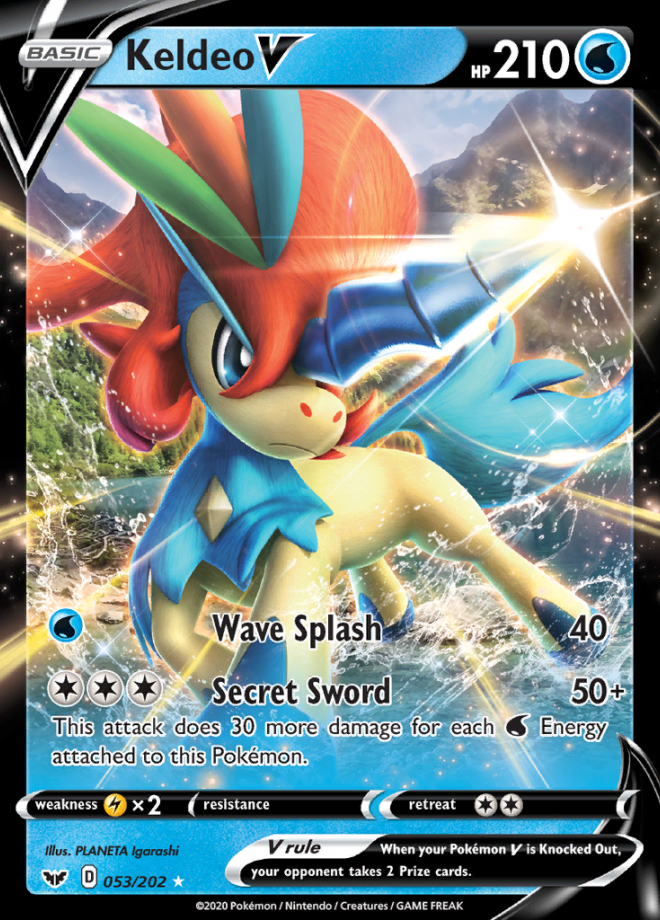 BASIC Keldeo V HP 210
Wave Splash 40
Secret Sword 50+
This attack does 30 more damage for each Energy
attached to this Pokémon.
weakness ×2 resistance retreat
Illus. PLANETA Igarashi
V rule When your Pokémon V is Knocked Out,
your opponent takes 2 Prize cards.
D 053/202
©2020 Pokémon / Nintendo / Creatures / GAME FREAK